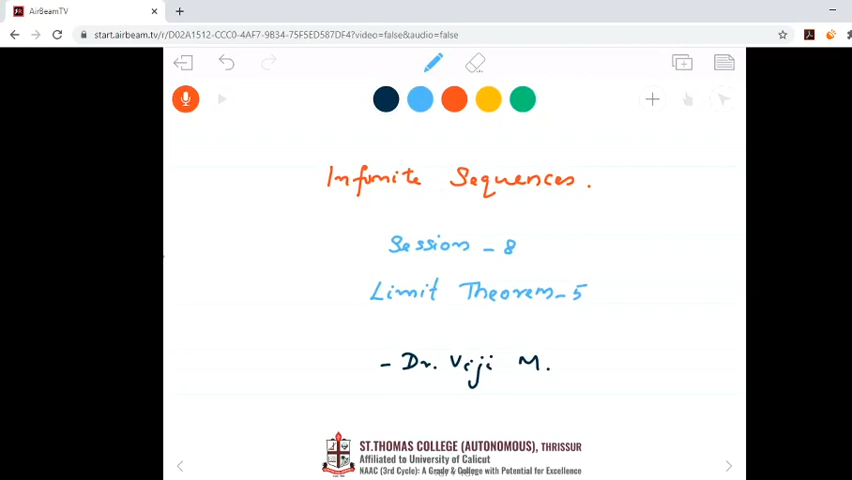 AirBeamTV
start.airbeam.tv/r/D02A1512-CCC0-4AF7-9B34-75F5ED587DF4?video=false&audio=false
Infinite Sequences.
Session - 8
Limit Theorem - 5
- Dr. Viji M.
ST.THOMAS COLLEGE (AUTONOMOUS), THRISSUR
Affiliated to University of Calicut
NAAC (3rd Cycle): A Grade & College with Potential for Excellence